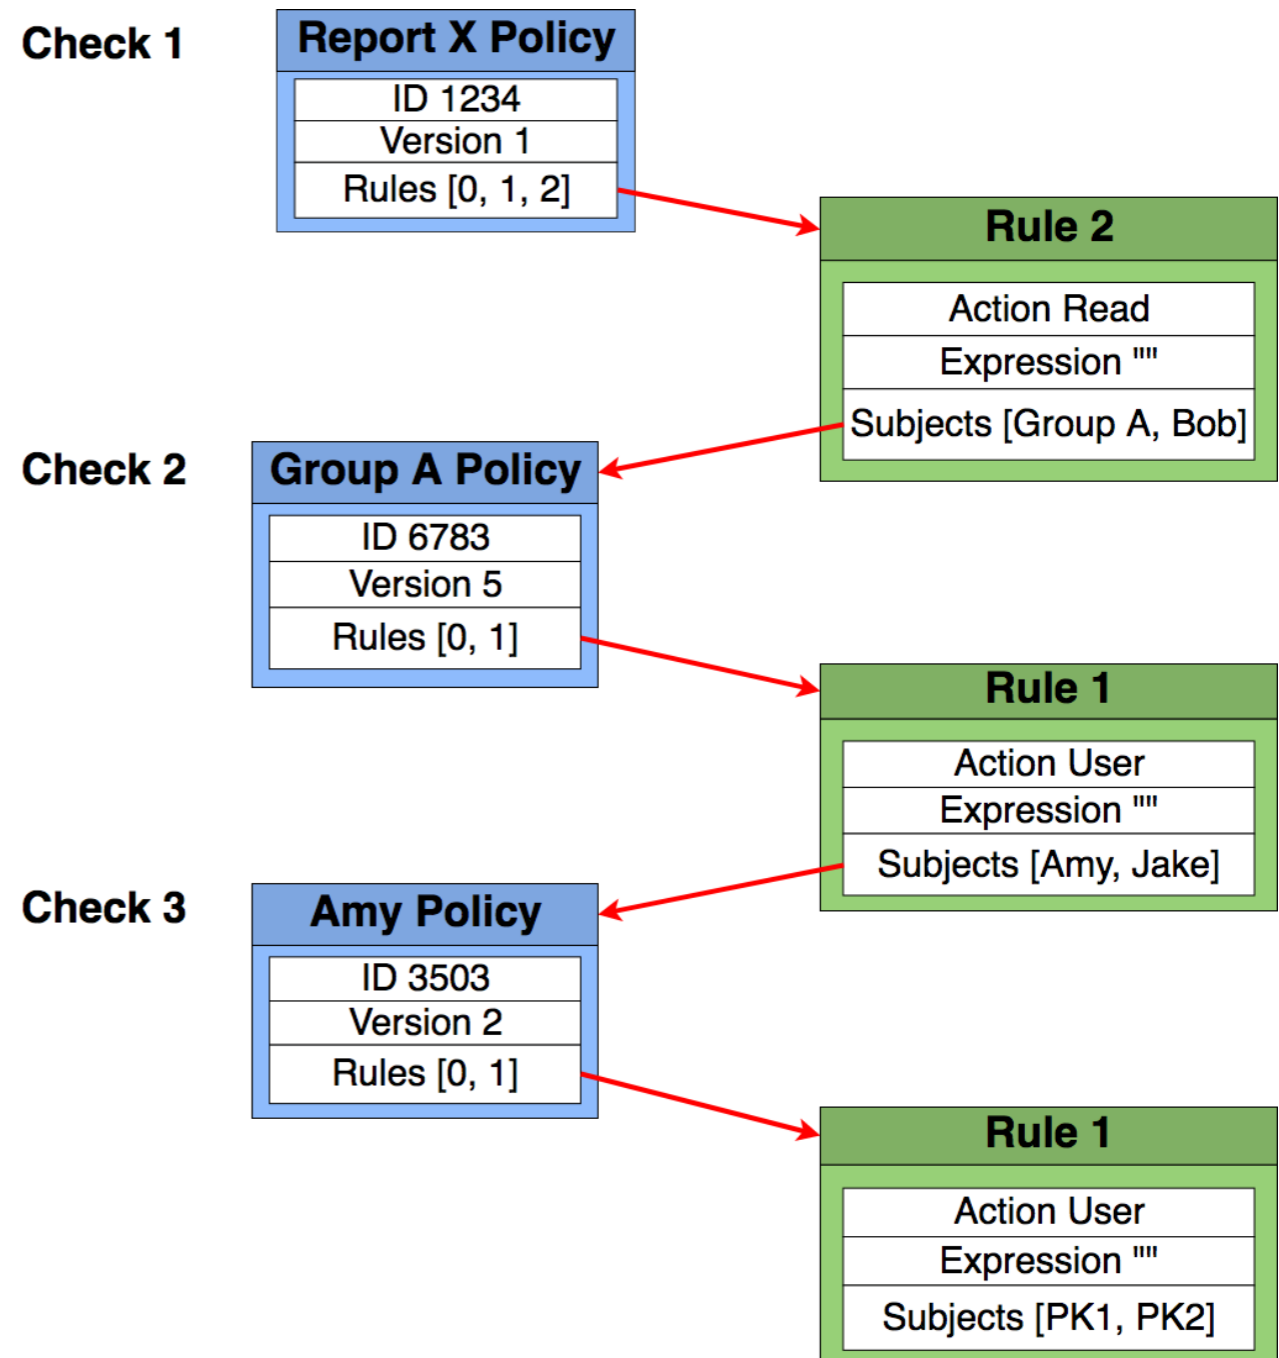 Check 1
Report X Policy
ID 1234
Version 1
Rules [0, 1, 2]
Rule 2
Action Read
Expression ""
Subjects [Group A, Bob]
Check 2
Group A Policy
ID 6783
Version 5
Rules [0, 1]
Rule 1
Action User
Expression ""
Subjects [Amy, Jake]
Check 3
Amy Policy
ID 3503
Version 2
Rules [0, 1]
Rule 1
Action User
Expression ""
Subjects [PK1, PK2]